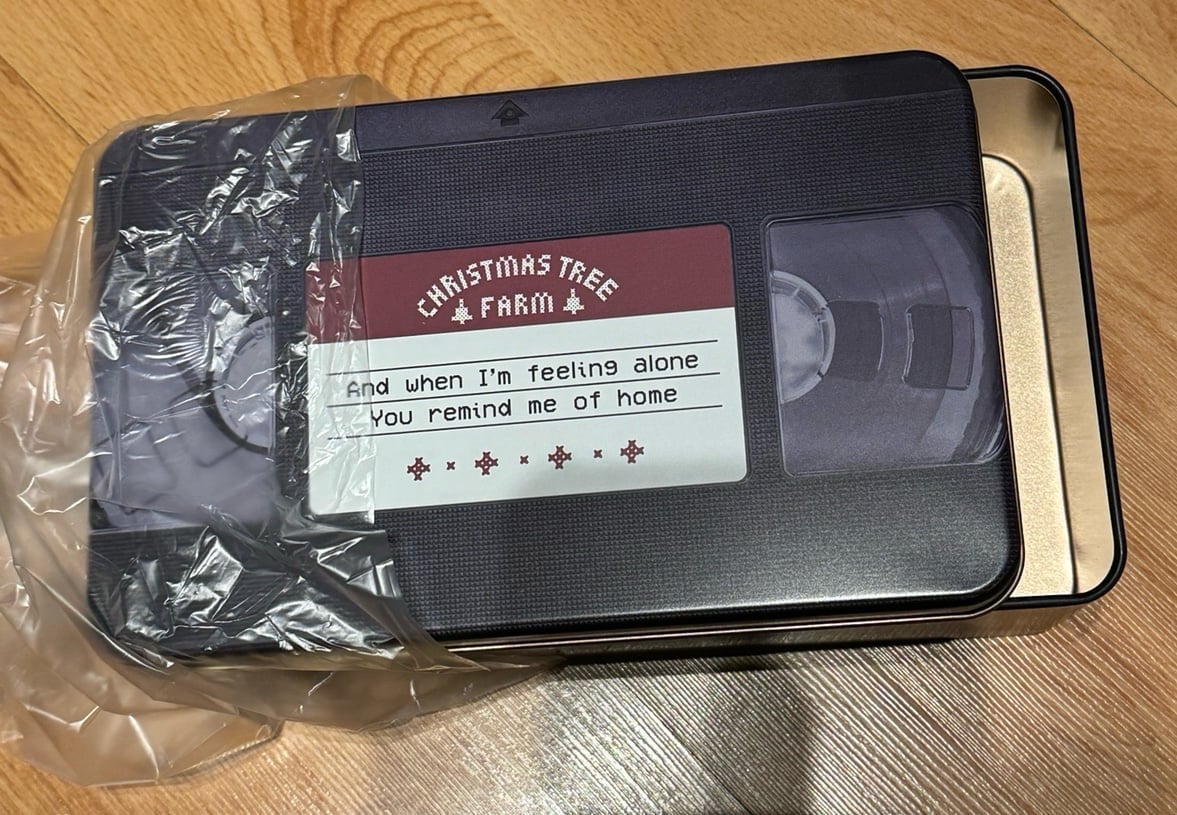 CHRISTMAS TREE
FARM
And when I'm feeling alone
You remind me of home